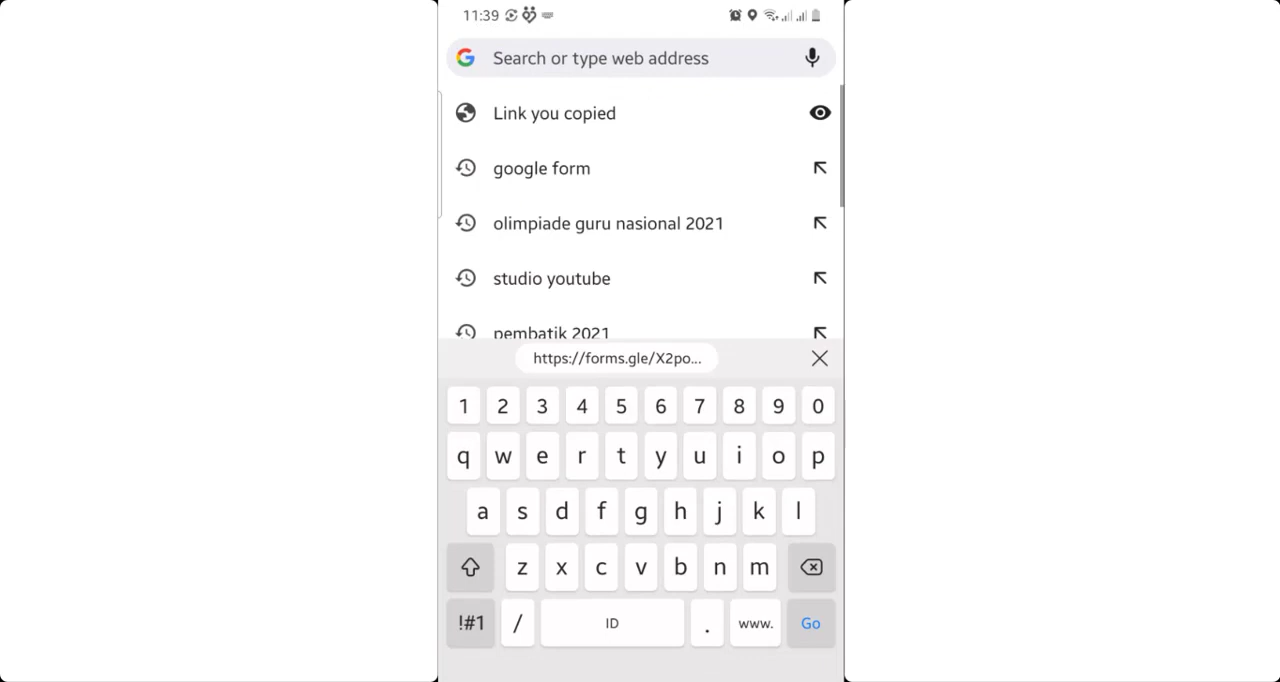 11:39
Search or type web address
Link you copied
google form
olimpiade guru nasional 2021
studio youtube
pembatik 2021
https://forms.gle/X2po...
1 2 3 4 5 6 7 8 9 0
q w e r t y u i o p
a s d f g h j k l
z x c v b n m
!#1 / ID . www. Go